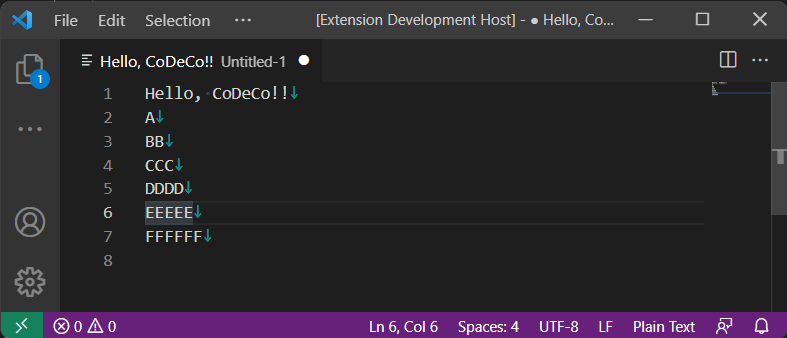 File Edit Selection ··· [Extension Development Host] - ● Hello, Co...
Hello, CoDeCo!! Untitled-1 ●
1
1 Hello, CoDeCo!!↓
2 A↓
3 BB↓
4 CCC↓
5 DDDD↓
6 EEEEE↓
7 FFFFFF↓
8
0 0 Ln 6, Col 6 Spaces: 4 UTF-8 LF Plain Text